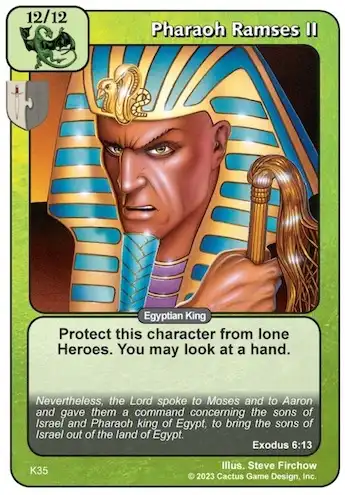 12/12
Pharaoh Ramses II
Egyptian King
Protect this character from lone
Heroes. You may look at a hand.
Nevertheless, the Lord spoke to Moses and to Aaron
and gave them a command concerning the sons of
Israel and Pharaoh king of Egypt, to bring the sons of
Israel out of the land of Egypt.
Exodus 6:13
K35
Illus. Steve Firchow
© 2023 Cactus Game Design, Inc.